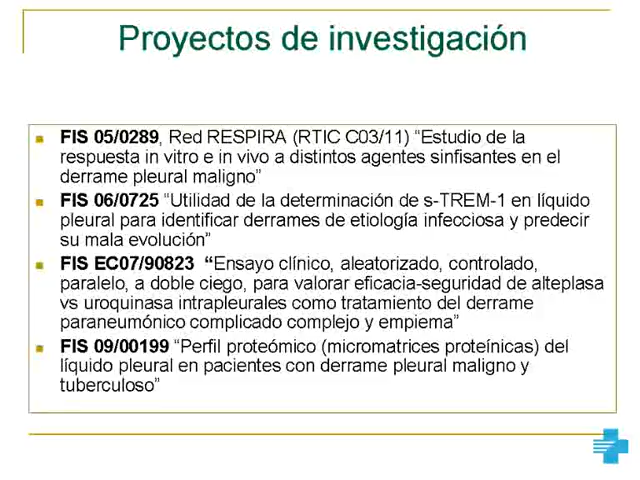 Proyectos de investigación
FIS 05/0289, Red RESPIRA (RTIC C03/11) “Estudio de la
respuesta in vitro e in vivo a distintos agentes sinfisantes en el
derrame pleural maligno”
FIS 06/0725 “Utilidad de la determinación de s-TREM-1 en líquido
pleural para identificar derrames de etiología infecciosa y predecir
su mala evolución”
FIS EC07/90823 “Ensayo clínico, aleatorizado, controlado,
paralelo, a doble ciego, para valorar eficacia-seguridad de alteplasa
vs uroquinasa intrapleurales como tratamiento del derrame
paraneumónico complicado complejo y empiema”
FIS 09/00199 “Perfil proteómico (micromatrices proteínicas) del
líquido pleural en pacientes con derrame pleural maligno y
tuberculoso”